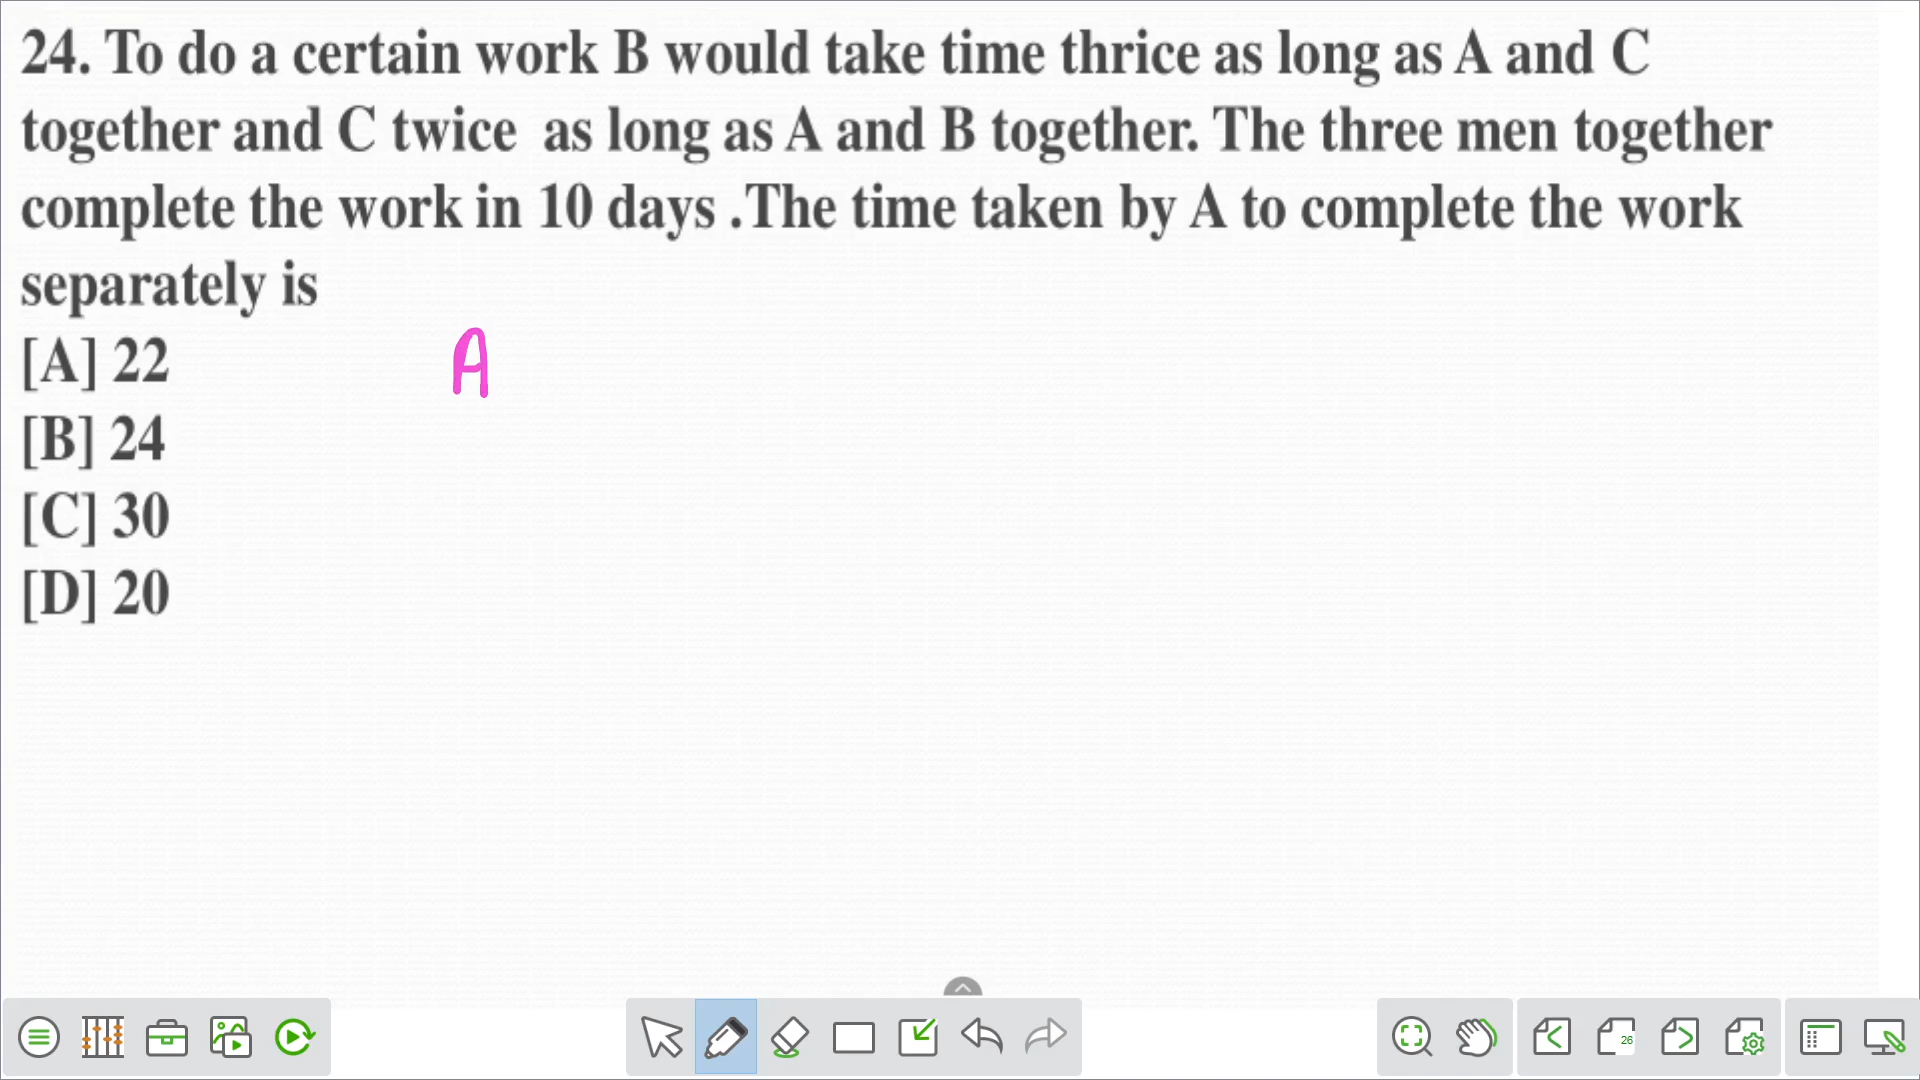 24. To do a certain work B would take time thrice as long as A and C
together and C twice as long as A and B together. The three men together
complete the work in 10 days .The time taken by A to complete the work
separately is
[A] 22
A
[B] 24
[C] 30
[D] 20
26